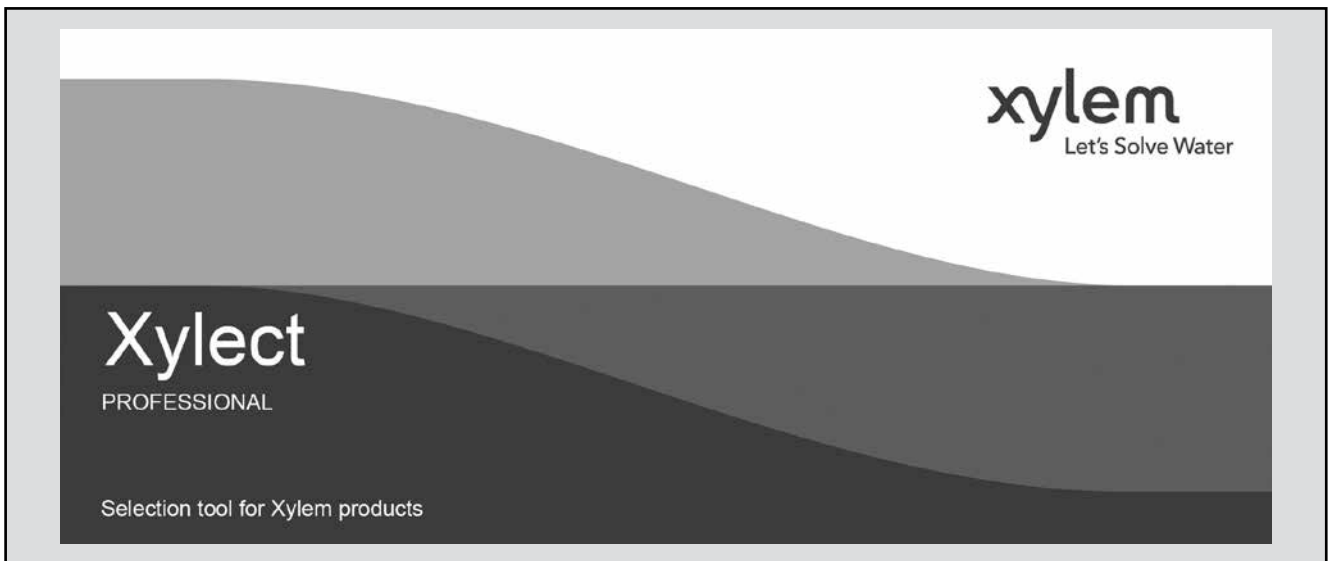 xylem
Let's Solve Water
Xylect
PROFESSIONAL
Selection tool for Xylem products